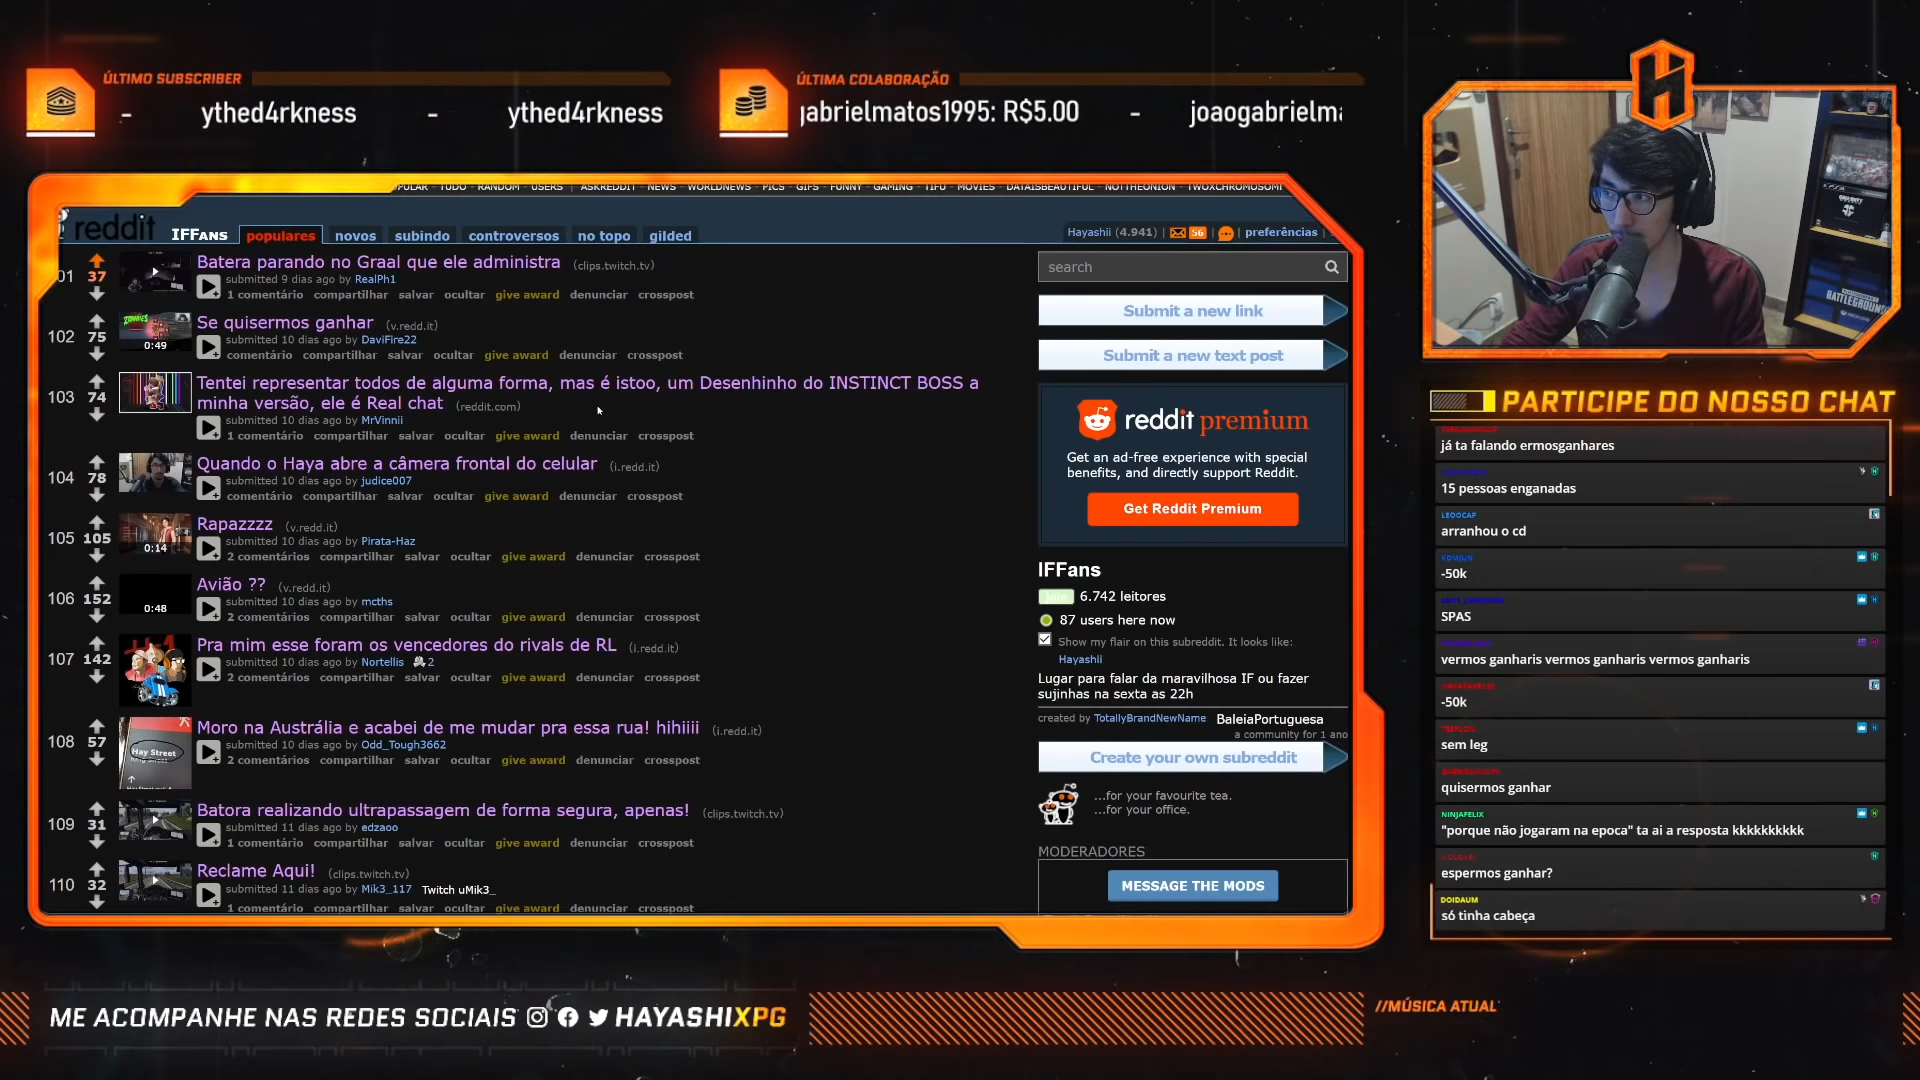 ÚLTIMO SUBSCRIBER
- ythed4rkness - ythed4rkness
ÚLTIMA COLABORAÇÃO
gabrielmatos1995: R$5.00 - joaogabrielma
TUDO - RANDOM - USERS | ASKREDDIT - NEWS - WORLDNEWS - PICS - GIFS - FUNNY - GAMING - TIFU - MOVIES - DATAISBEAUTIFUL - NOTTHEONION - TWOXCHROMOSOM
reddit IFFANS populares novos subindo controversos no topo gilded
Hayashii (4.941) | 56 | | preferências |
01 37 Batera parando no Graal que ele administra (clips.twitch.tv)
submitted 9 dias ago by RealPh1
1 comentário compartilhar salvar ocultar give award denunciar crosspost
102 75 Se quisermos ganhar (v.redd.it)
0:49 submitted 10 dias ago by DaviFire22
comentário compartilhar salvar ocultar give award denunciar crosspost
103 74 Tentei representar todos de alguma forma, mas é istoo, um Desenhinho do INSTINCT BOSS a
minha versão, ele é Real chat (reddit.com)
submitted 10 dias ago by MrVinnii
1 comentário compartilhar salvar ocultar give award denunciar crosspost
104 78 Quando o Haya abre a câmera frontal do celular (i.redd.it)
submitted 10 dias ago by judice007
comentário compartilhar salvar ocultar give award denunciar crosspost
105 105 Rapazzzz (v.redd.it)
0:14 submitted 10 dias ago by Pirata-Haz
2 comentários compartilhar salvar ocultar give award denunciar crosspost
106 152 Avião ?? (v.redd.it)
0:48 submitted 10 dias ago by mcths
2 comentários compartilhar salvar ocultar give award denunciar crosspost
107 142 Pra mim esse foram os vencedores do rivals de RL (i.redd.it)
submitted 10 dias ago by Nortellis 2
2 comentários compartilhar salvar ocultar give award denunciar crosspost
108 57 Moro na Austrália e acabei de me mudar pra essa rua! hihiiii (i.redd.it)
Hay Street submitted 10 dias ago by Odd_Tough3662
2 comentários compartilhar salvar ocultar give award denunciar crosspost
109 31 Batora realizando ultrapassagem de forma segura, apenas! (clips.twitch.tv)
submitted 11 dias ago by edzaoo
1 comentário compartilhar salvar ocultar give award denunciar crosspost
110 32 Reclame Aqui! (clips.twitch.tv)
submitted 11 dias ago by Mik3_117 Twitch uMik3_
1 comentário compartilhar salvar ocultar give award denunciar crosspost
search
Submit a new link
Submit a new text post
reddit premium
Get an ad-free experience with special
benefits, and directly support Reddit.
Get Reddit Premium
IFFans
6.742 leitores
87 users here now
Show my flair on this subreddit. It looks like:
Hayashii
Lugar para falar da maravilhosa IF ou fazer
sujinhas na sexta as 22h
created by TotallyBrandNewName BaleiaPortuguesa
a community for 1 ano
Create your own subreddit
...for your favourite tea.
...for your office.
MODERADORES
MESSAGE THE MODS
PARTICIPE DO NOSSO CHAT
já ta falando ermosganhares
15 pessoas enganadas
LEOOCAP
arranhou o cd
-50k
SPAS
vermos ganharis vermos ganharis vermos ganharis
-50k
sem leg
quisermos ganhar
NINJAFELIX
"porque não jogaram na epoca" ta ai a resposta kkkkkkkkkk
espermos ganhar?
DOIDAUM
só tinha cabeça
ME ACOMPANHE NAS REDES SOCIAIS HAYASHIXPG
//MÚSICA ATUAL